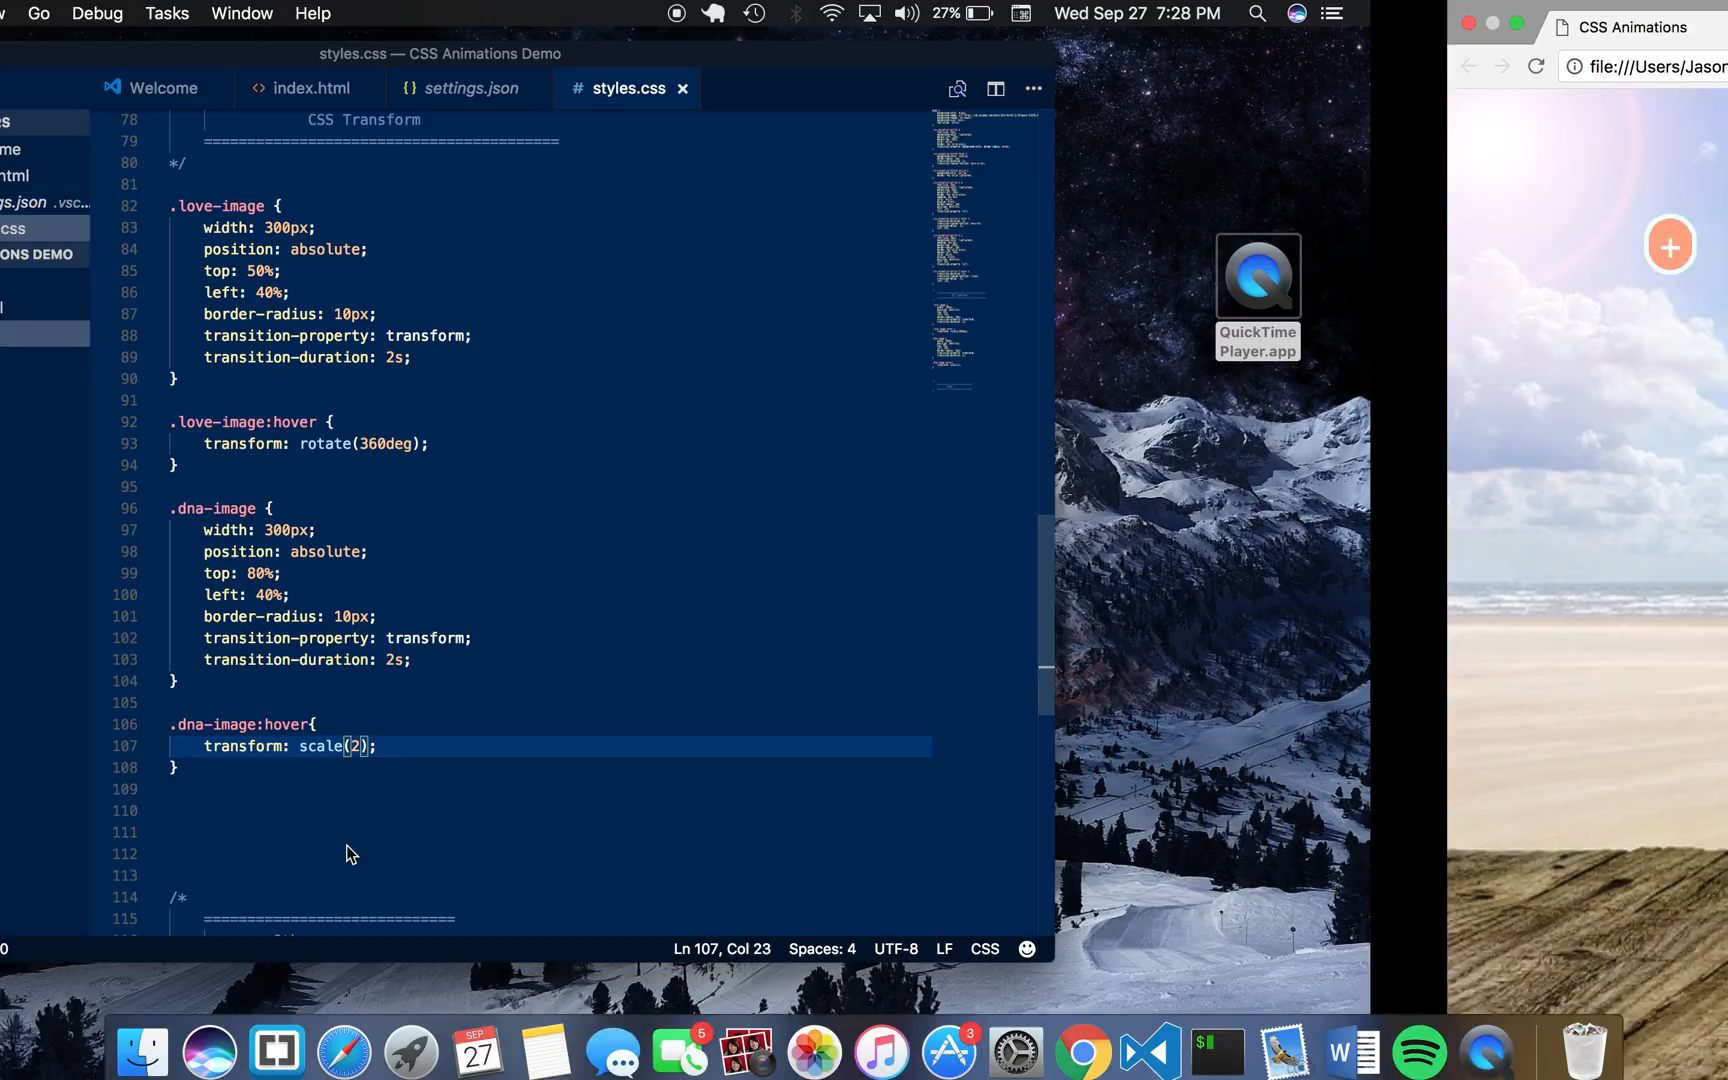 Go Debug Tasks Window Help 27% Wed Sep 27 7:28 PM
styles.css — CSS Animations Demo
Welcome index.html settings.json styles.css
CSS Animations
file:///Users/Jason
html
gs.json .vsc...
css
ONS DEMO
78 CSS Transform
79 ======================================
80 */
81
82 .love-image {
83 width: 300px;
84 position: absolute;
85 top: 50%;
86 left: 40%;
87 border-radius: 10px;
88 transition-property: transform;
89 transition-duration: 2s;
90 }
91
92 .love-image:hover {
93 transform: rotate(360deg);
94 }
95
96 .dna-image {
97 width: 300px;
98 position: absolute;
99 top: 80%;
100 left: 40%;
101 border-radius: 10px;
102 transition-property: transform;
103 transition-duration: 2s;
104 }
105
106 .dna-image:hover{
107 transform: scale(2);
108 }
109
110
111
112
113
114 /*
115 =============================
Ln 107, Col 23 Spaces: 4 UTF-8 LF CSS
QuickTime
Player.app
SEP
27
5
3
$
W